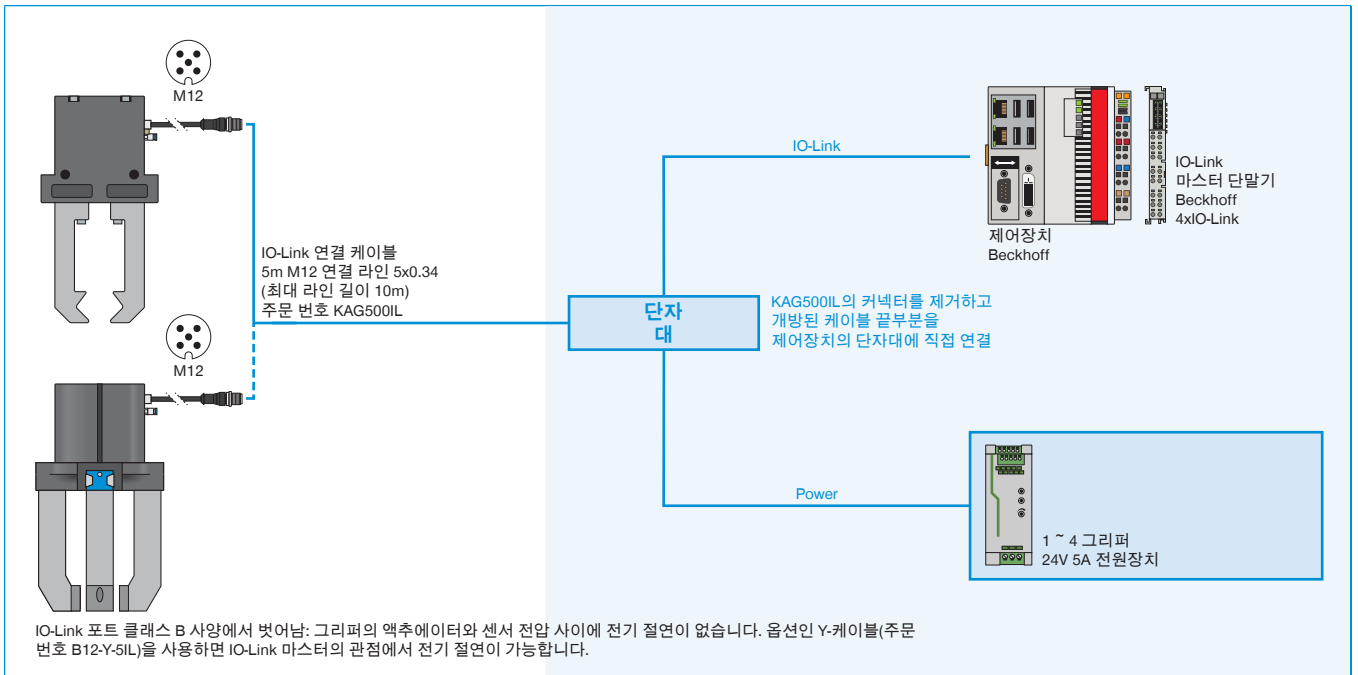 M12
IO-Link 연결 케이블
5m M12 연결 라인 5x0.34
(최대 라인 길이 10m)
주문 번호 KAG500IL
M12
IO-Link
제어장치
Beckhoff
IO-Link
마스터 단말기
Beckhoff
4xIO-Link
단자
대
KAG500IL의 커넥터를 제거하고
개방된 케이블 끝부분을
제어장치의 단자대에 직접 연결
Power
1 ~ 4 그리퍼
24V 5A 전원장치
IO-Link 포트 클래스 B 사양에서 벗어남: 그리퍼의 액추에이터와 센서 전압 사이에 전기 절연이 없습니다. 옵션인 Y-케이블(주문
번호 B12-Y-5IL)을 사용하면 IO-Link 마스터의 관점에서 전기 절연이 가능합니다.